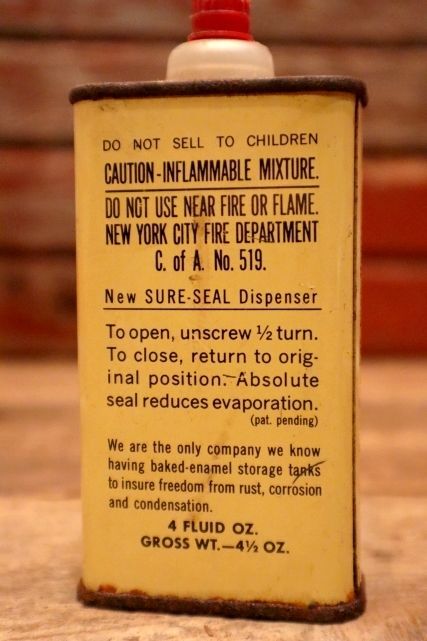 DO NOT SELL TO CHILDREN
CAUTION-INFLAMMABLE MIXTURE.
DO NOT USE NEAR FIRE OR FLAME.
NEW YORK CITY FIRE DEPARTMENT
C. of A. No. 519.
New SURE-SEAL Dispenser
To open, unscrew ½ turn.
To close, return to orig-
inal position. Absolute
seal reduces evaporation.
(pat. pending)
We are the only company we know
having baked-enamel storage tanks
to insure freedom from rust, corrosion
and condensation.
4 FLUID OZ.
GROSS WT.—4½ OZ.